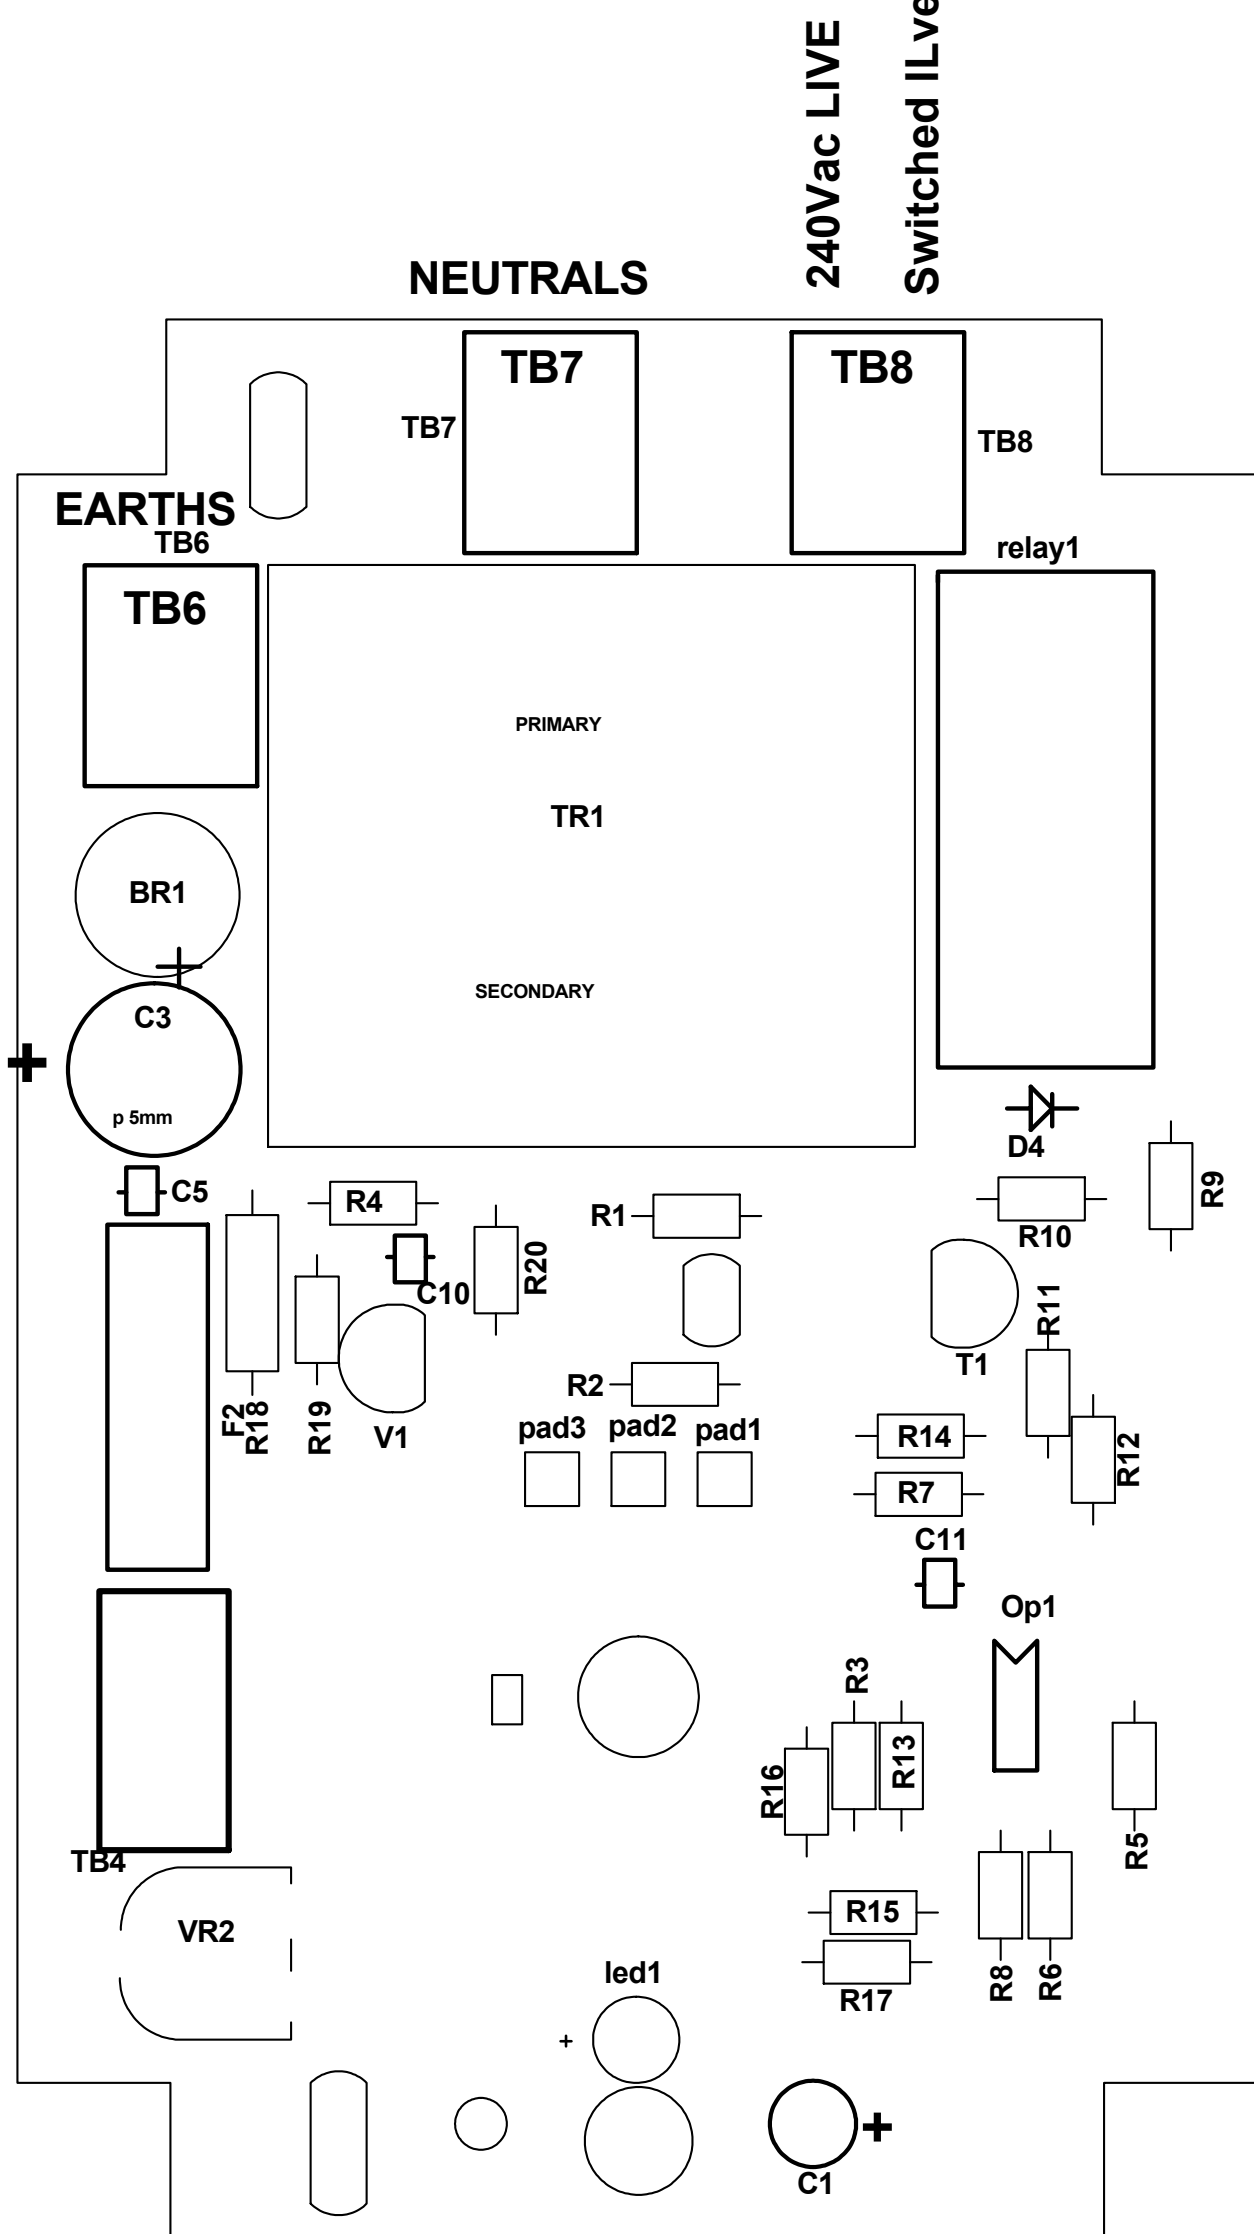 240Vac LIVE
Switched ILve
NEUTRALS
TB7
TB8
TB7
TB8
EARTHS
TB6
relay1
TB6
PRIMARY
TR1
BR1
SECONDARY
+
C3
+
p 5mm
D4
C5
R4
R9
R1
R10
R20
C10
R11
T1
R2
F2
R18
R19
V1
pad3
pad2
pad1
R14
R12
R7
C11
Op1
R3
R13
R16
R5
TB4
R15
VR2
led1
R8
R6
R17
+
+
C1